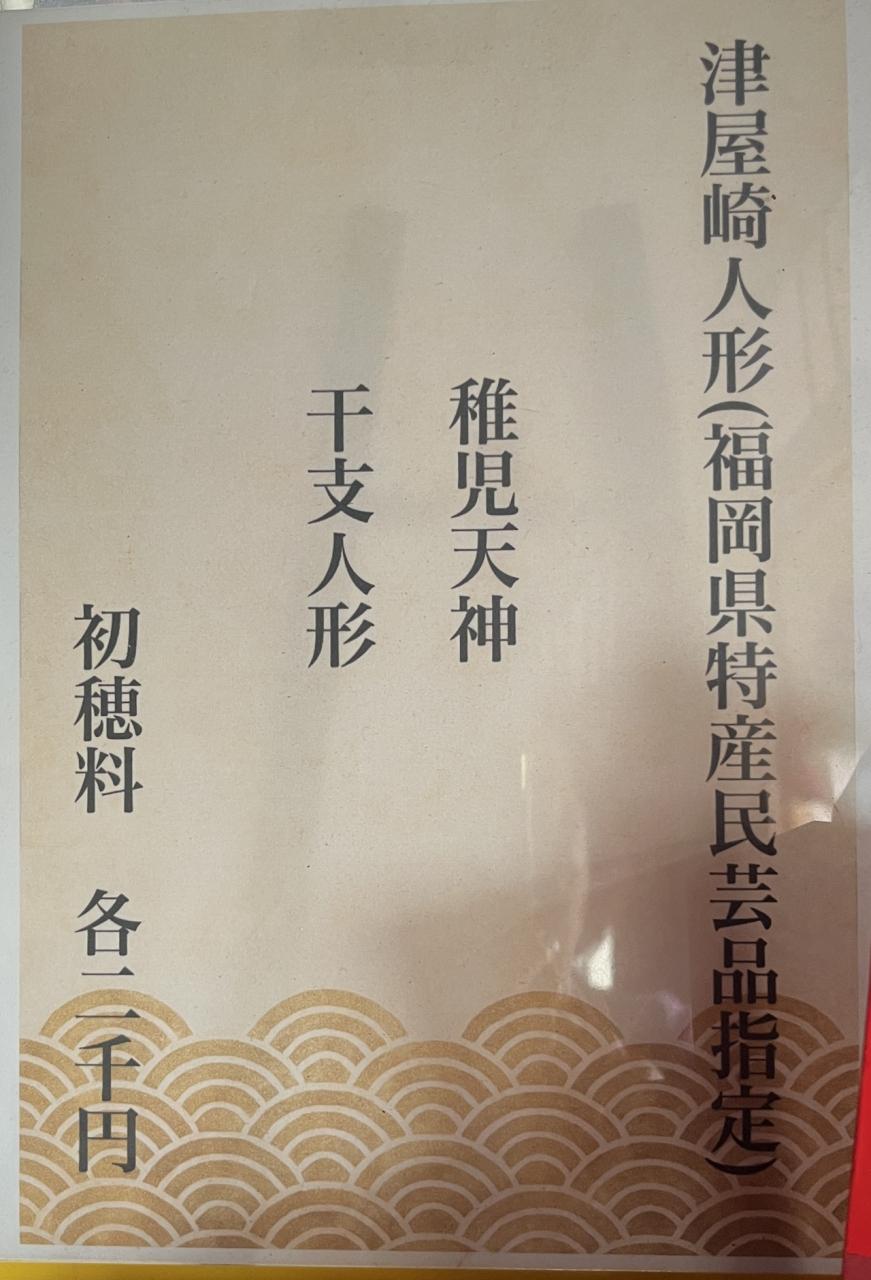 津屋崎人形(福岡県特産民芸品指定)
稚児天神
干支人形
初穂料　各二千円